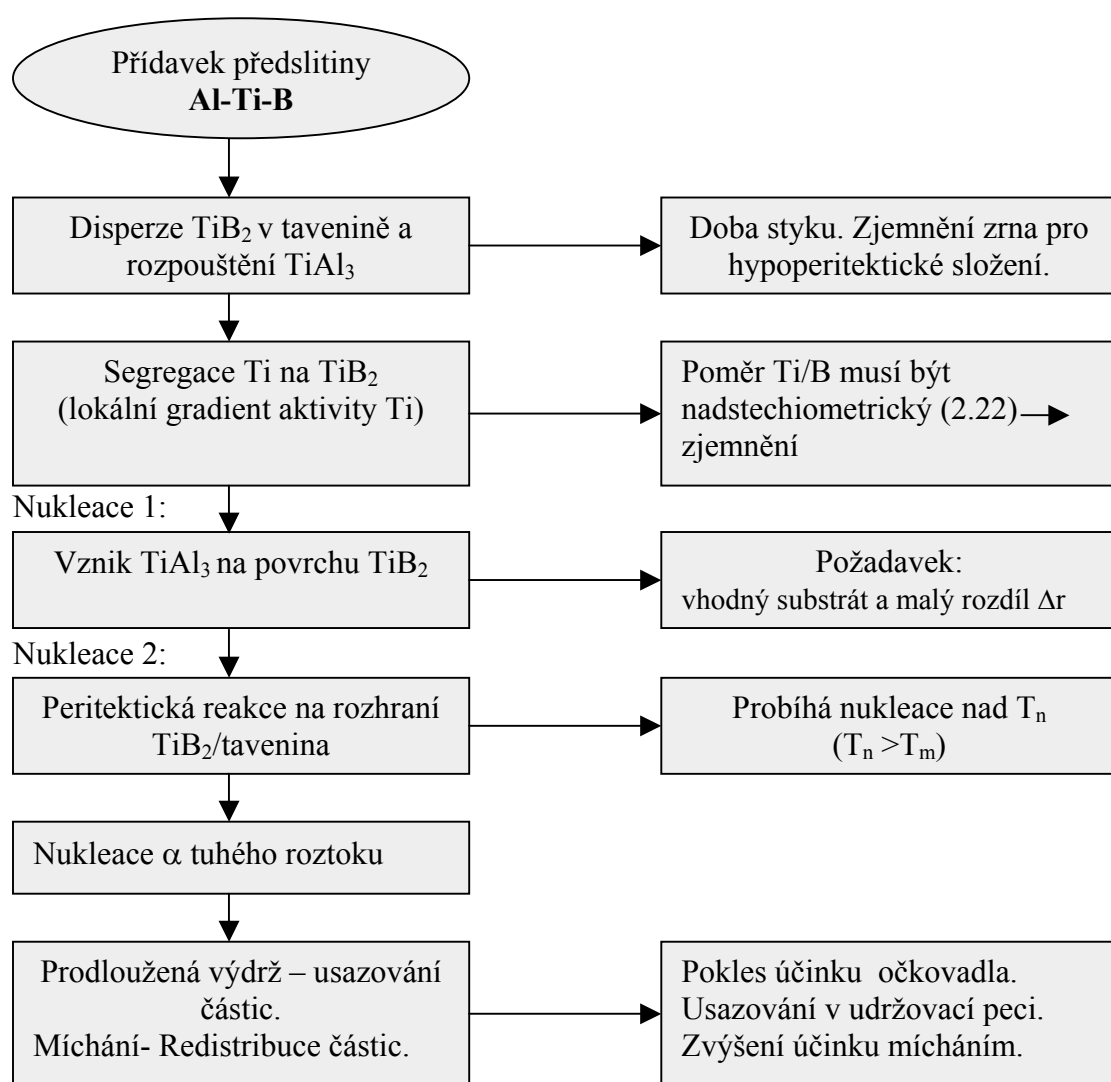 Přídavek předslitiny
Al-Ti-B
Disperze TiB₂ v tavenině a
rozpouštění TiAl₃
Doba styku. Zjemnění zrna pro
hypoperitektické složení.
Segregace Ti na TiB₂
(lokální gradient aktivity Ti)
Poměr Ti/B musí být
nadstechiometrický (2.22)
zjemnění
Nukleace 1:
Vznik TiAl₃ na povrchu TiB₂
Požadavek:
vhodný substrát a malý rozdíl Δr
Nukleace 2:
Peritektická reakce na rozhraní
TiB₂/tavenina
Probíhá nukleace nad Tₙ
(Tₙ >Tₘ)
Nukleace α tuhého roztoku
Prodloužená výdrž – usazování
částic.
Míchání- Redistribuce částic.
Pokles účinku očkovadla.
Usazování v udržovací peci.
Zvýšení účinku mícháním.